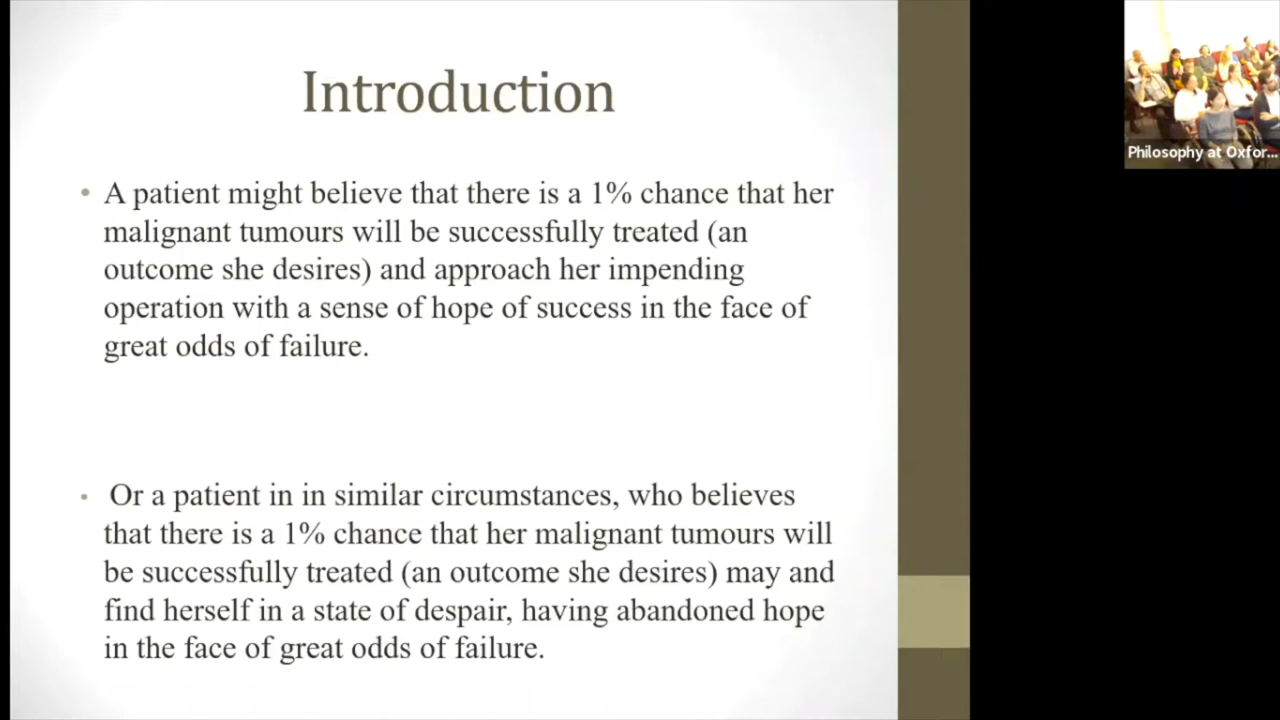 Introduction
• A patient might believe that there is a 1% chance that her
malignant tumours will be successfully treated (an
outcome she desires) and approach her impending
operation with a sense of hope of success in the face of
great odds of failure.
• Or a patient in in similar circumstances, who believes
that there is a 1% chance that her malignant tumours will
be successfully treated (an outcome she desires) may and
find herself in a state of despair, having abandoned hope
in the face of great odds of failure.
Philosophy at Oxfor...